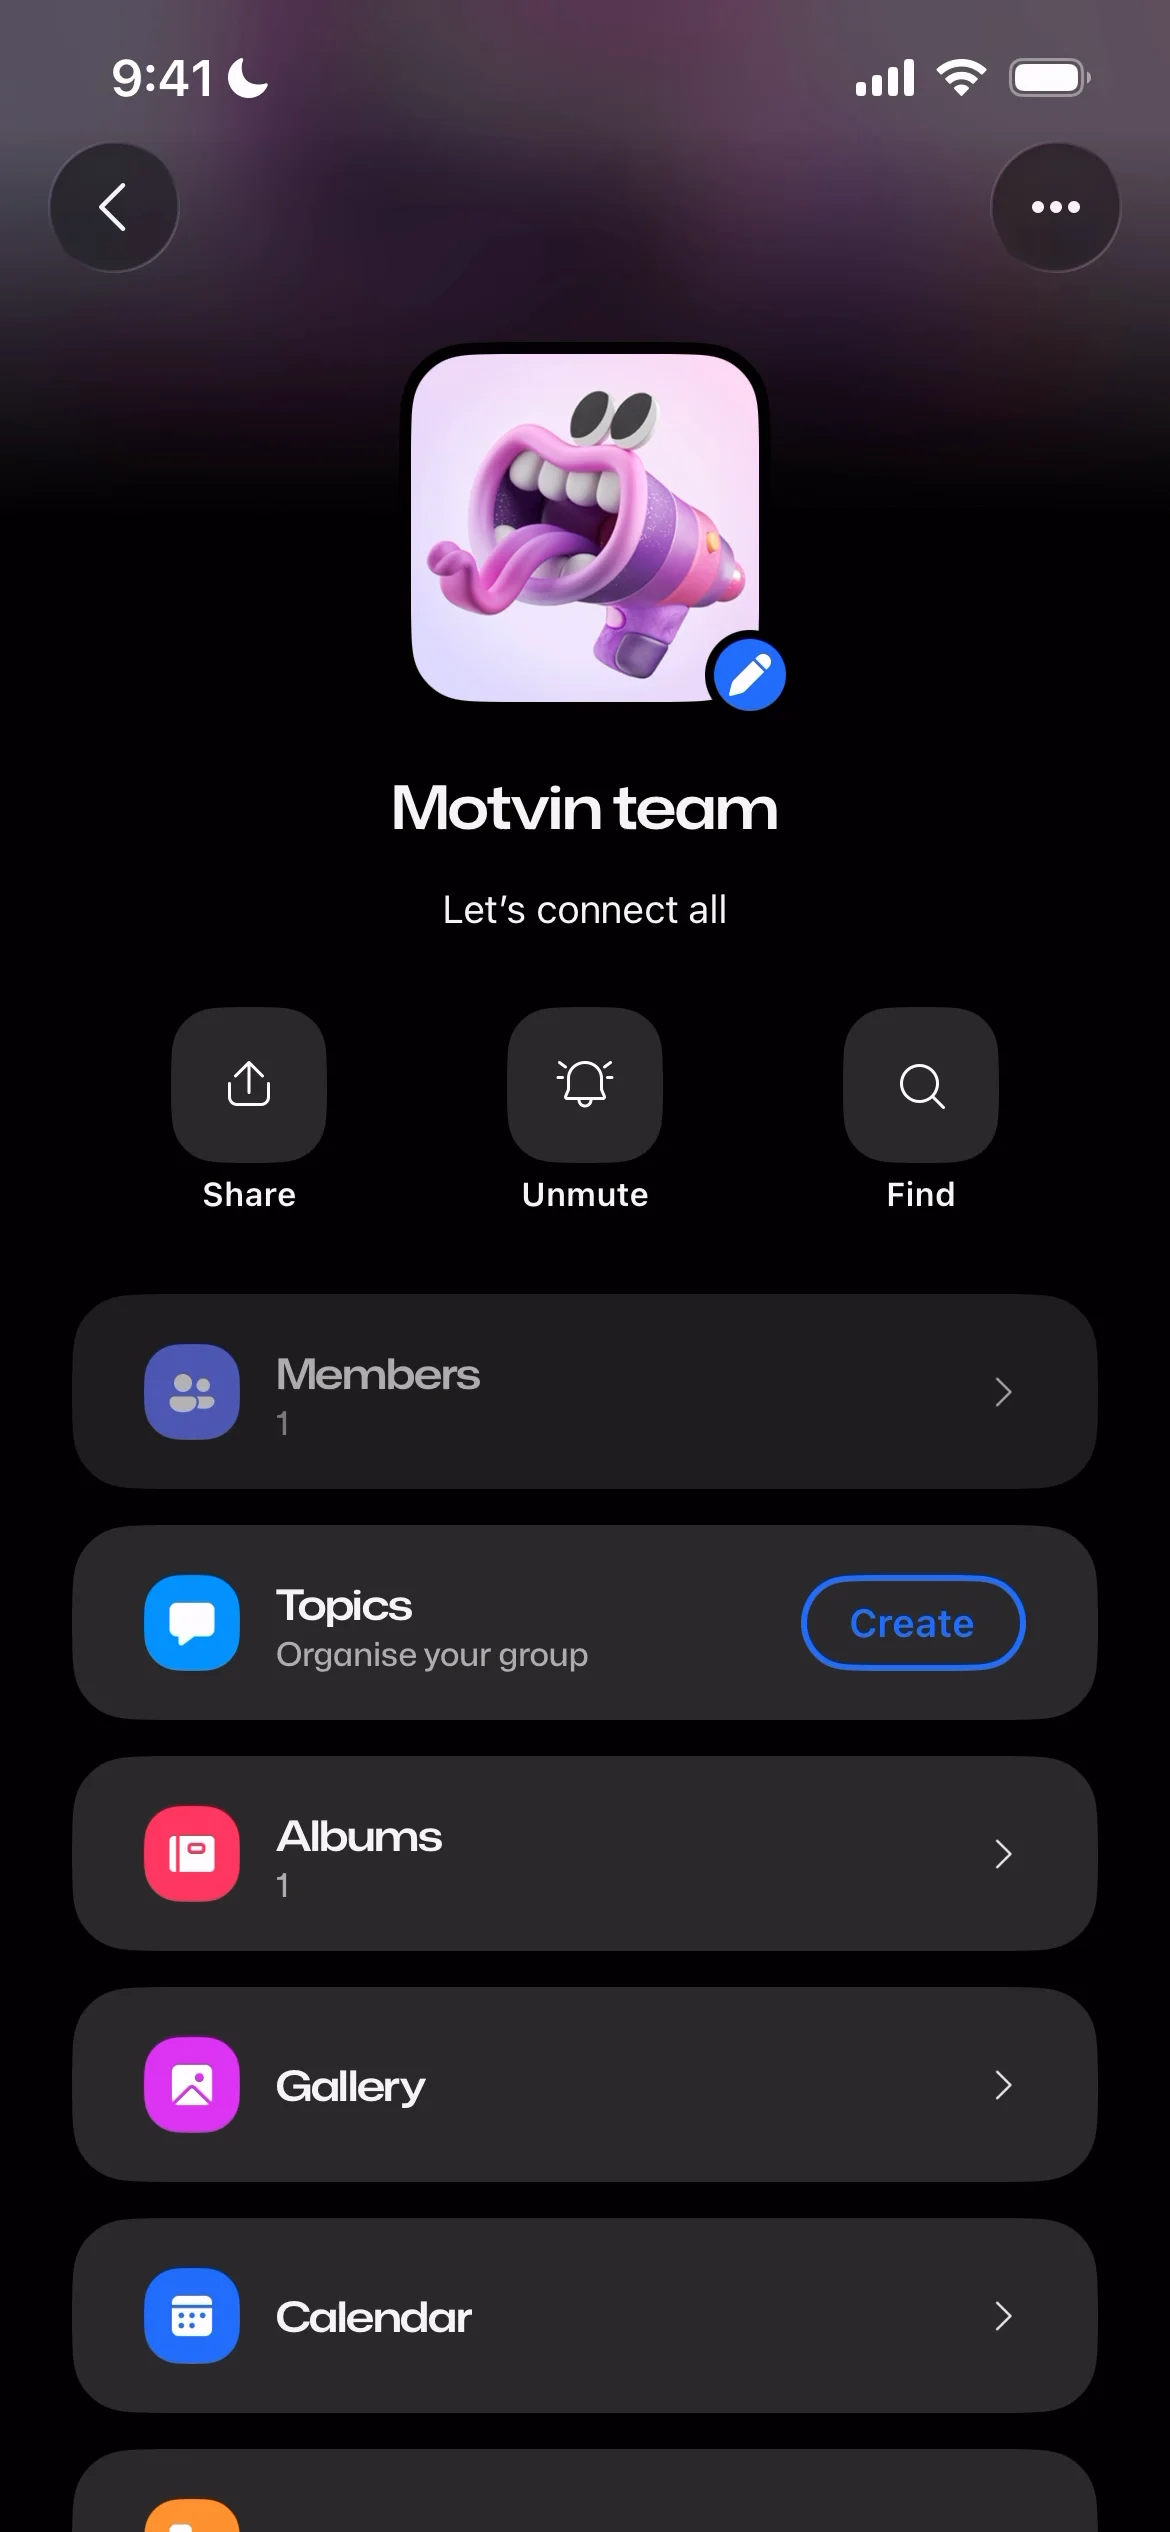 9:41
Motvin team
Let’s connect all
Share
Unmute
Find
Members
1
Topics
Organise your group
Create
Albums
1
Gallery
Calendar